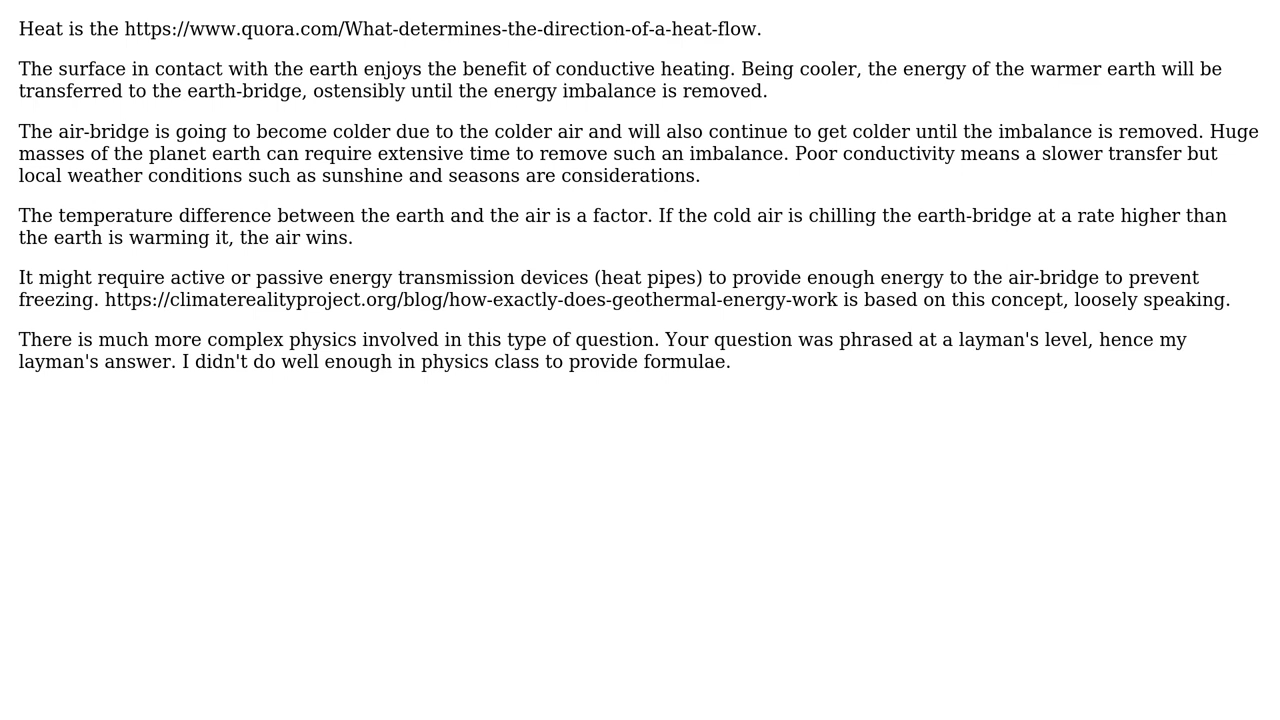 Heat is the https://www.quora.com/What-determines-the-direction-of-a-heat-flow.
The surface in contact with the earth enjoys the benefit of conductive heating. Being cooler, the energy of the warmer earth will be
transferred to the earth-bridge, ostensibly until the energy imbalance is removed.
The air-bridge is going to become colder due to the colder air and will also continue to get colder until the imbalance is removed. Huge
masses of the planet earth can require extensive time to remove such an imbalance. Poor conductivity means a slower transfer but
local weather conditions such as sunshine and seasons are considerations.
The temperature difference between the earth and the air is a factor. If the cold air is chilling the earth-bridge at a rate higher than
the earth is warming it, the air wins.
It might require active or passive energy transmission devices (heat pipes) to provide enough energy to the air-bridge to prevent
freezing. https://climaterealityproject.org/blog/how-exactly-does-geothermal-energy-work is based on this concept, loosely speaking.
There is much more complex physics involved in this type of question. Your question was phrased at a layman's level, hence my
layman's answer. I didn't do well enough in physics class to provide formulae.